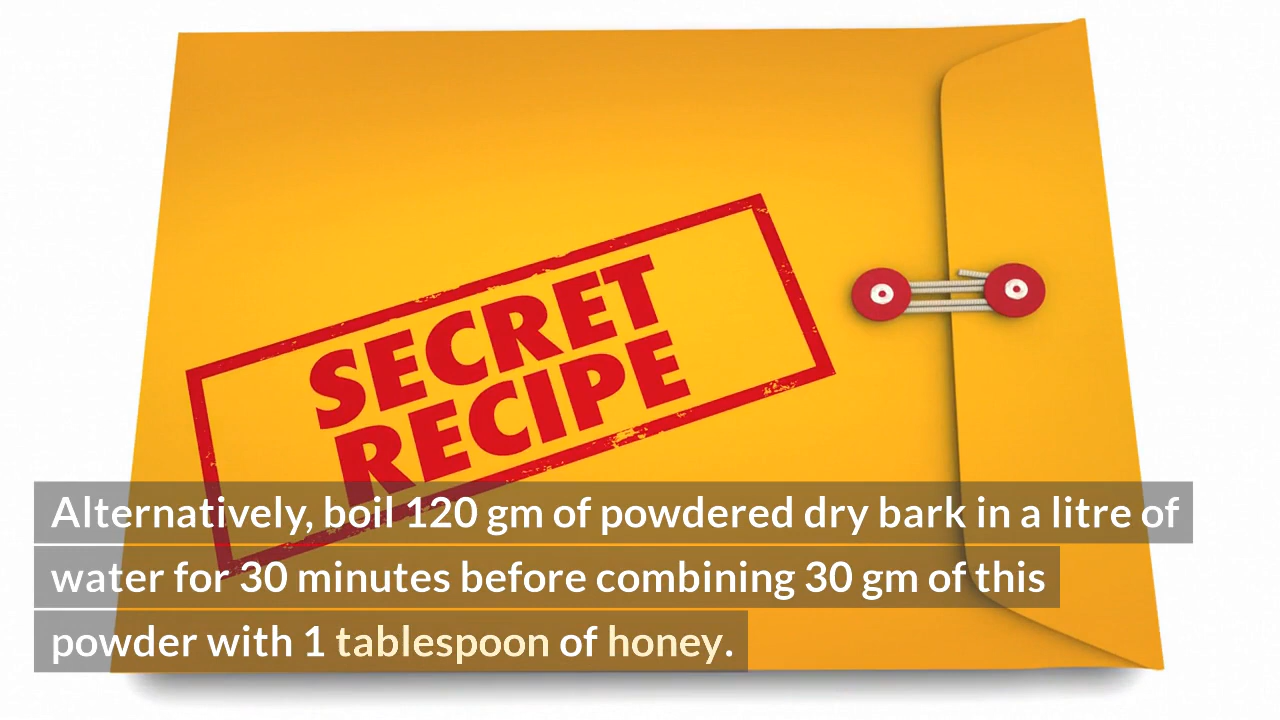 SECRET
RECIPE
Alternatively, boil 120 gm of powdered dry bark in a litre of
water for 30 minutes before combining 30 gm of this
powder with 1 tablespoon of honey.